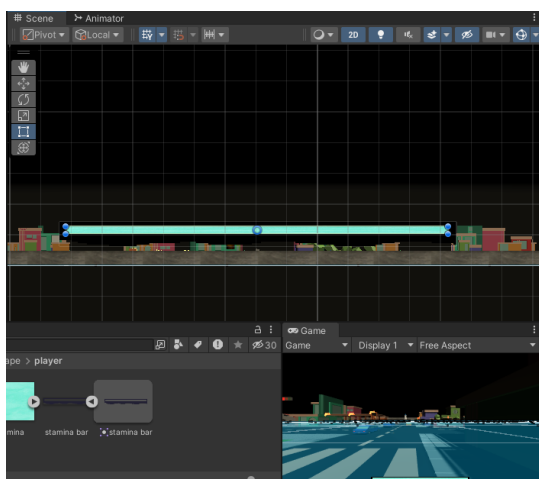 Scene Animator
Pivot Local 2D
30
Game
Game Display 1 Free Aspect
ape > player
mina stamina bar stamina bar